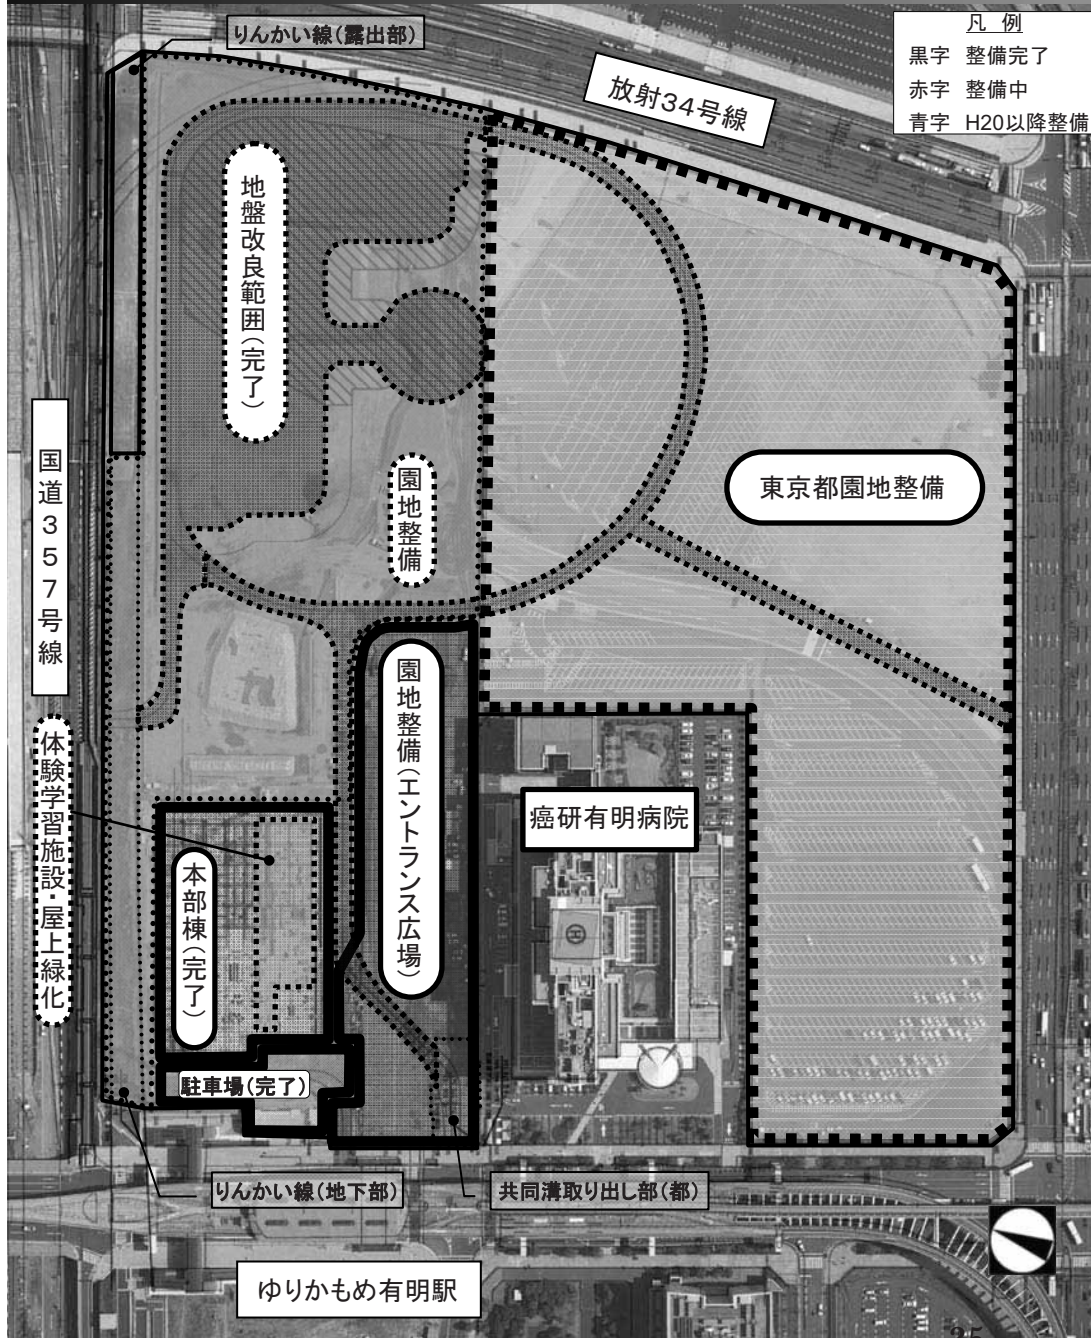 りんかい線(露出部)
凡 例
黒字 整備完了
赤字 整備中
青字 H20以降整備
放射34号線
地盤改良範囲(完了)
国道357号線
園地整備
東京都園地整備
園地整備(エントランス広場)
体験学習施設・屋上緑化
癌研有明病院
本部棟(完了)
H
駐車場(完了)
りんかい線(地下部)
共同溝取り出し部(都)
ゆりかもめ有明駅